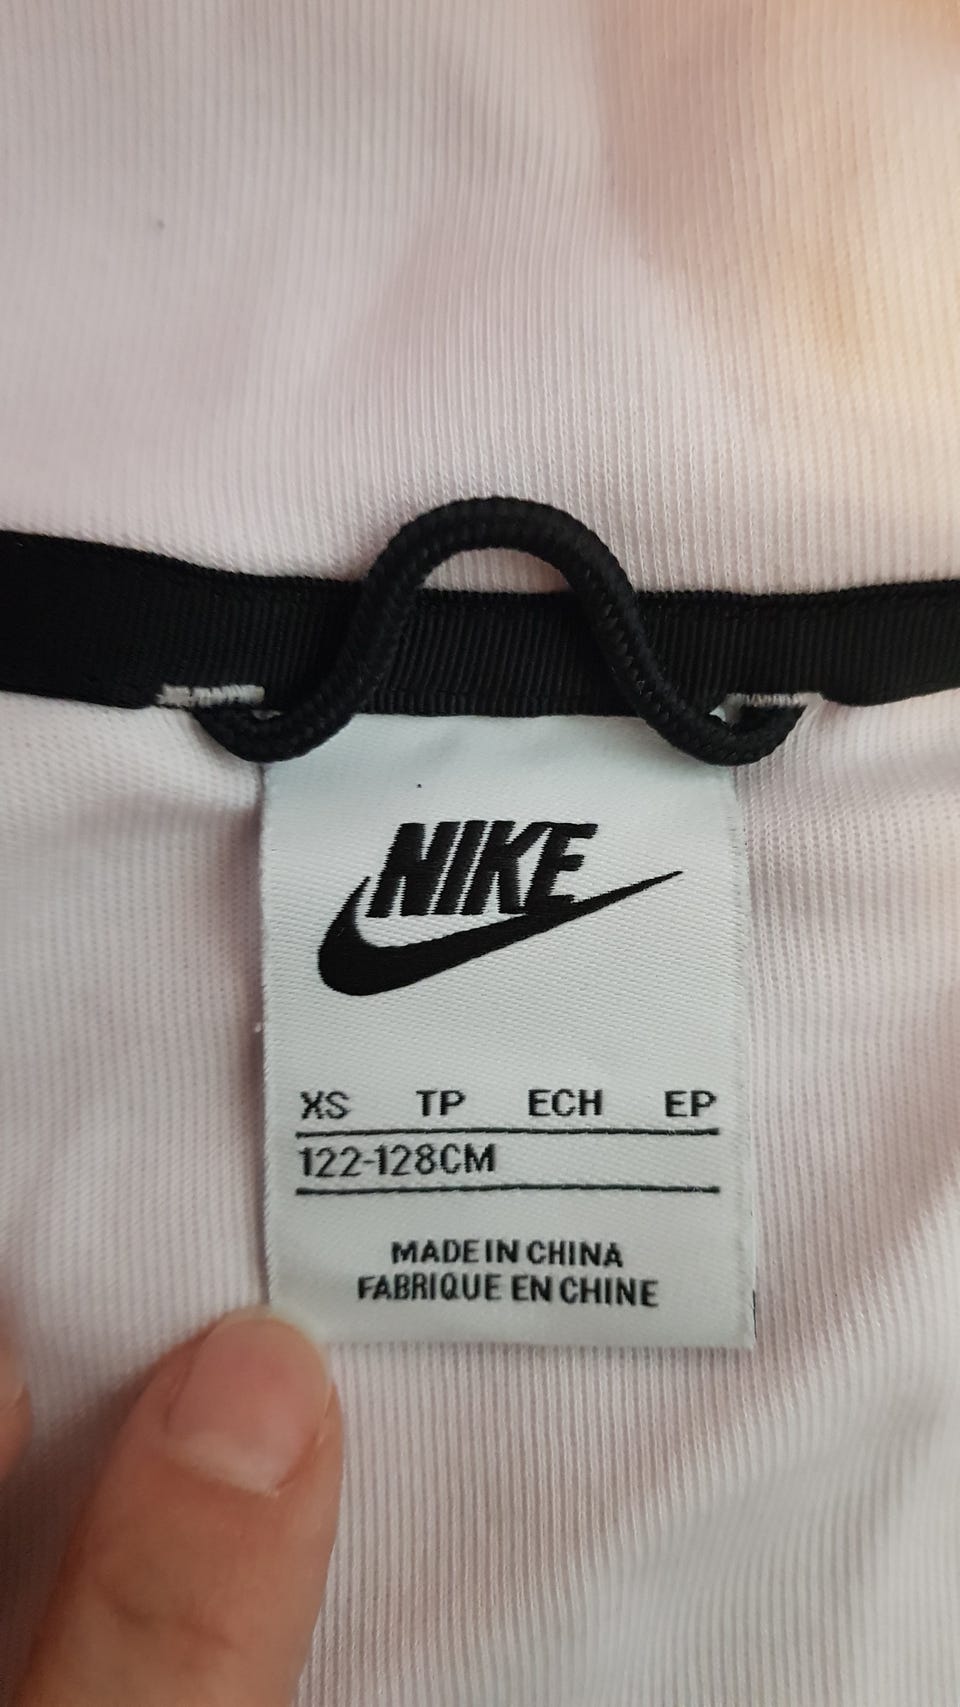 NIKE
XS TP ECH EP
122-128CM
MADE IN CHINA
FABRIQUE EN CHINE